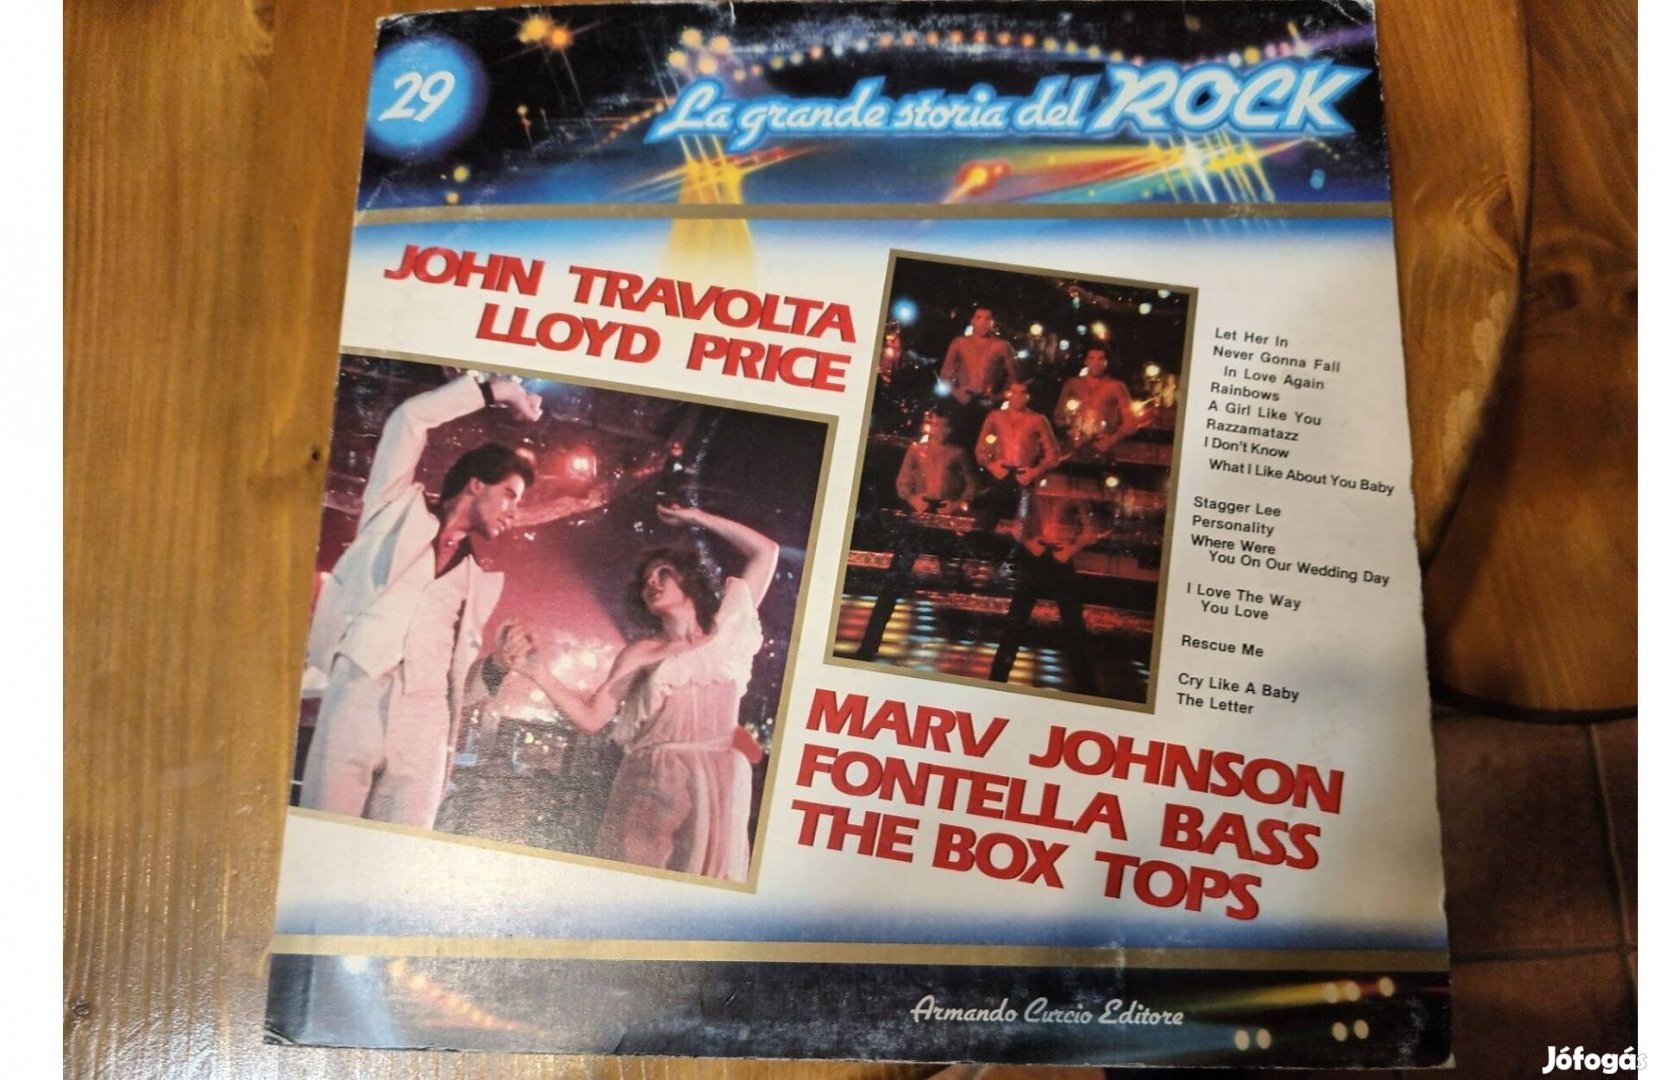 29
La grande storia del ROCK
JOHN TRAVOLTA
LLOYD PRICE
Let Her In
Never Gonna Fall
In Love Again
Rainbows
A Girl Like You
Razzamatazz
I Don't Know
What I Like About You Baby
Stagger Lee
Personality
Where Were
You On Our Wedding Day
I Love The Way
You Love
Rescue Me
Cry Like A Baby
The Letter
MARV JOHNSON
FONTELLA BASS
THE BOX TOPS
Armando Curcio Editore
Jófogás